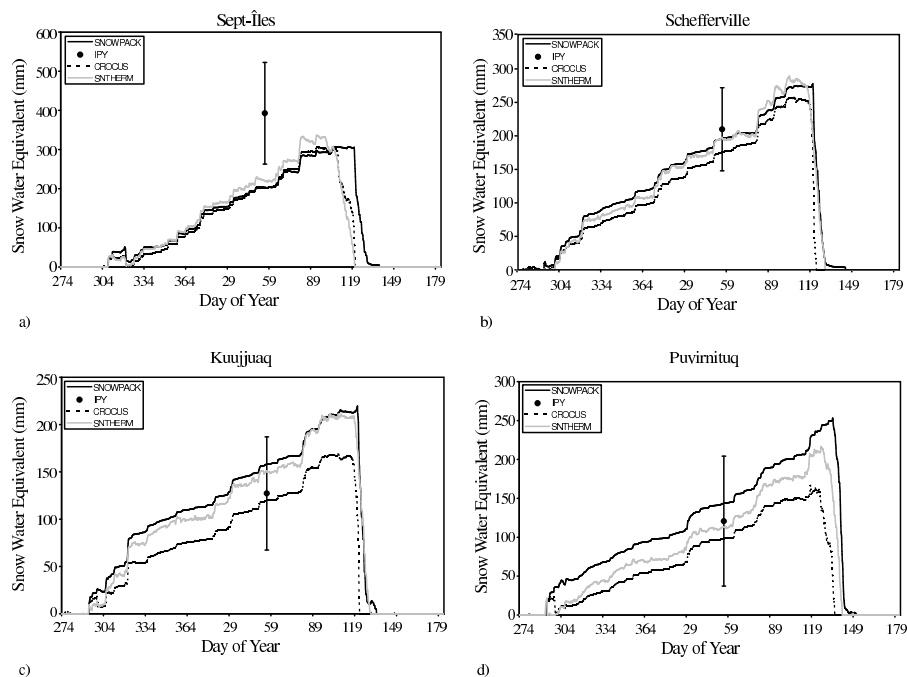 Sept-Îles
Snow Water Equivalent (mm)
600
500
400
300
200
100
0
SNOWPACK
IPY
CROCUS
SNTHERM
274 304 334 364 29 59 89 119 149 179
Day of Year
a)
Schefferville
Snow Water Equivalent (mm)
350
300
250
200
150
100
50
0
SNOWPACK
IPY
CROCUS
SNTHERM
274 304 334 364 29 59 89 119 149 179
Day of Year
b)
Kuujjuaq
Snow Water Equivalent (mm)
250
200
150
100
50
0
SNOWPACK
IPY
CROCUS
SNTHERM
274 304 334 364 29 59 89 119 149 179
Day of Year
c)
Puvirnituq
Snow Water Equivalent (mm)
300
250
200
150
100
50
0
SNOWPACK
IPY
CROCUS
SNTHERM
274 304 334 364 29 59 89 119 149 179
Day of Year
d)